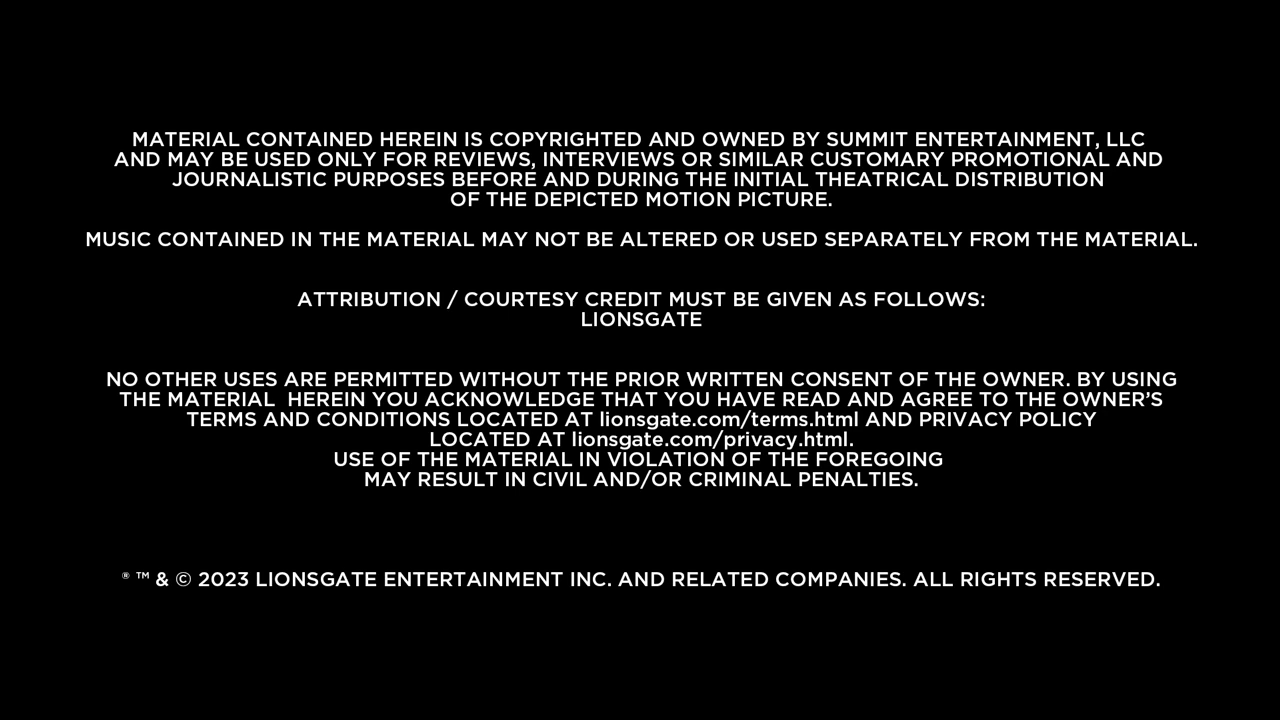 MATERIAL CONTAINED HEREIN IS COPYRIGHTED AND OWNED BY SUMMIT ENTERTAINMENT, LLC
AND MAY BE USED ONLY FOR REVIEWS, INTERVIEWS OR SIMILAR CUSTOMARY PROMOTIONAL AND
JOURNALISTIC PURPOSES BEFORE AND DURING THE INITIAL THEATRICAL DISTRIBUTION
OF THE DEPICTED MOTION PICTURE.
MUSIC CONTAINED IN THE MATERIAL MAY NOT BE ALTERED OR USED SEPARATELY FROM THE MATERIAL.
ATTRIBUTION / COURTESY CREDIT MUST BE GIVEN AS FOLLOWS:
LIONSGATE
NO OTHER USES ARE PERMITTED WITHOUT THE PRIOR WRITTEN CONSENT OF THE OWNER. BY USING
THE MATERIAL  HEREIN YOU ACKNOWLEDGE THAT YOU HAVE READ AND AGREE TO THE OWNER’S
TERMS AND CONDITIONS LOCATED AT lionsgate.com/terms.html AND PRIVACY POLICY
LOCATED AT lionsgate.com/privacy.html.
USE OF THE MATERIAL IN VIOLATION OF THE FOREGOING
MAY RESULT IN CIVIL AND/OR CRIMINAL PENALTIES.
® ™ & © 2023 LIONSGATE ENTERTAINMENT INC. AND RELATED COMPANIES. ALL RIGHTS RESERVED.